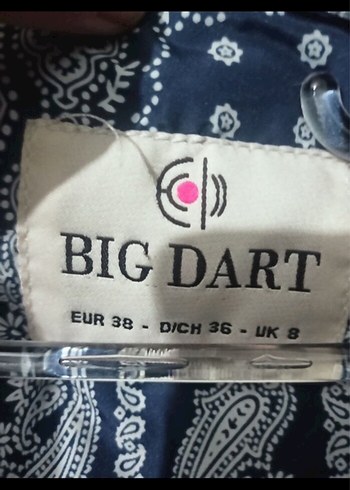 BIG DART
EUR 38 - D/CH 36 - UK 8